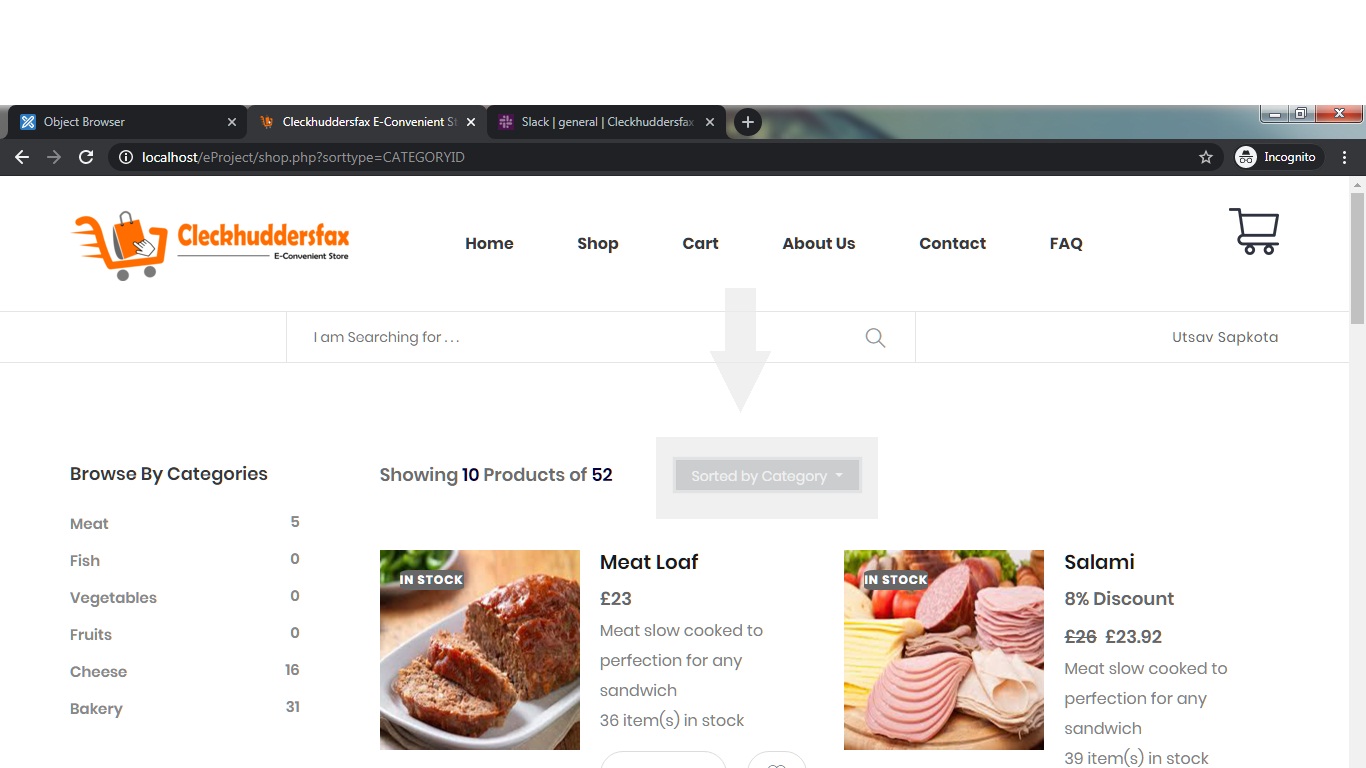 Object Browser
Cleckhuddersfax E-Convenient St
Slack | general | Cleckhuddersfax
localhost/eProject/shop.php?sorttype=CATEGORYID
Incognito
Cleckhuddersfax
E-Convenient Store
Home Shop Cart About Us Contact FAQ
I am Searching for . . .
Utsav Sapkota
Browse By Categories
Meat 5
Fish 0
Vegetables 0
Fruits 0
Cheese 16
Bakery 31
Showing 10 Products of 52
Sorted by Category
IN STOCK
Meat Loaf
£23
Meat slow cooked to
perfection for any
sandwich
36 item(s) in stock
IN STOCK
Salami
8% Discount
£26 £23.92
Meat slow cooked to
perfection for any
sandwich
39 item(s) in stock